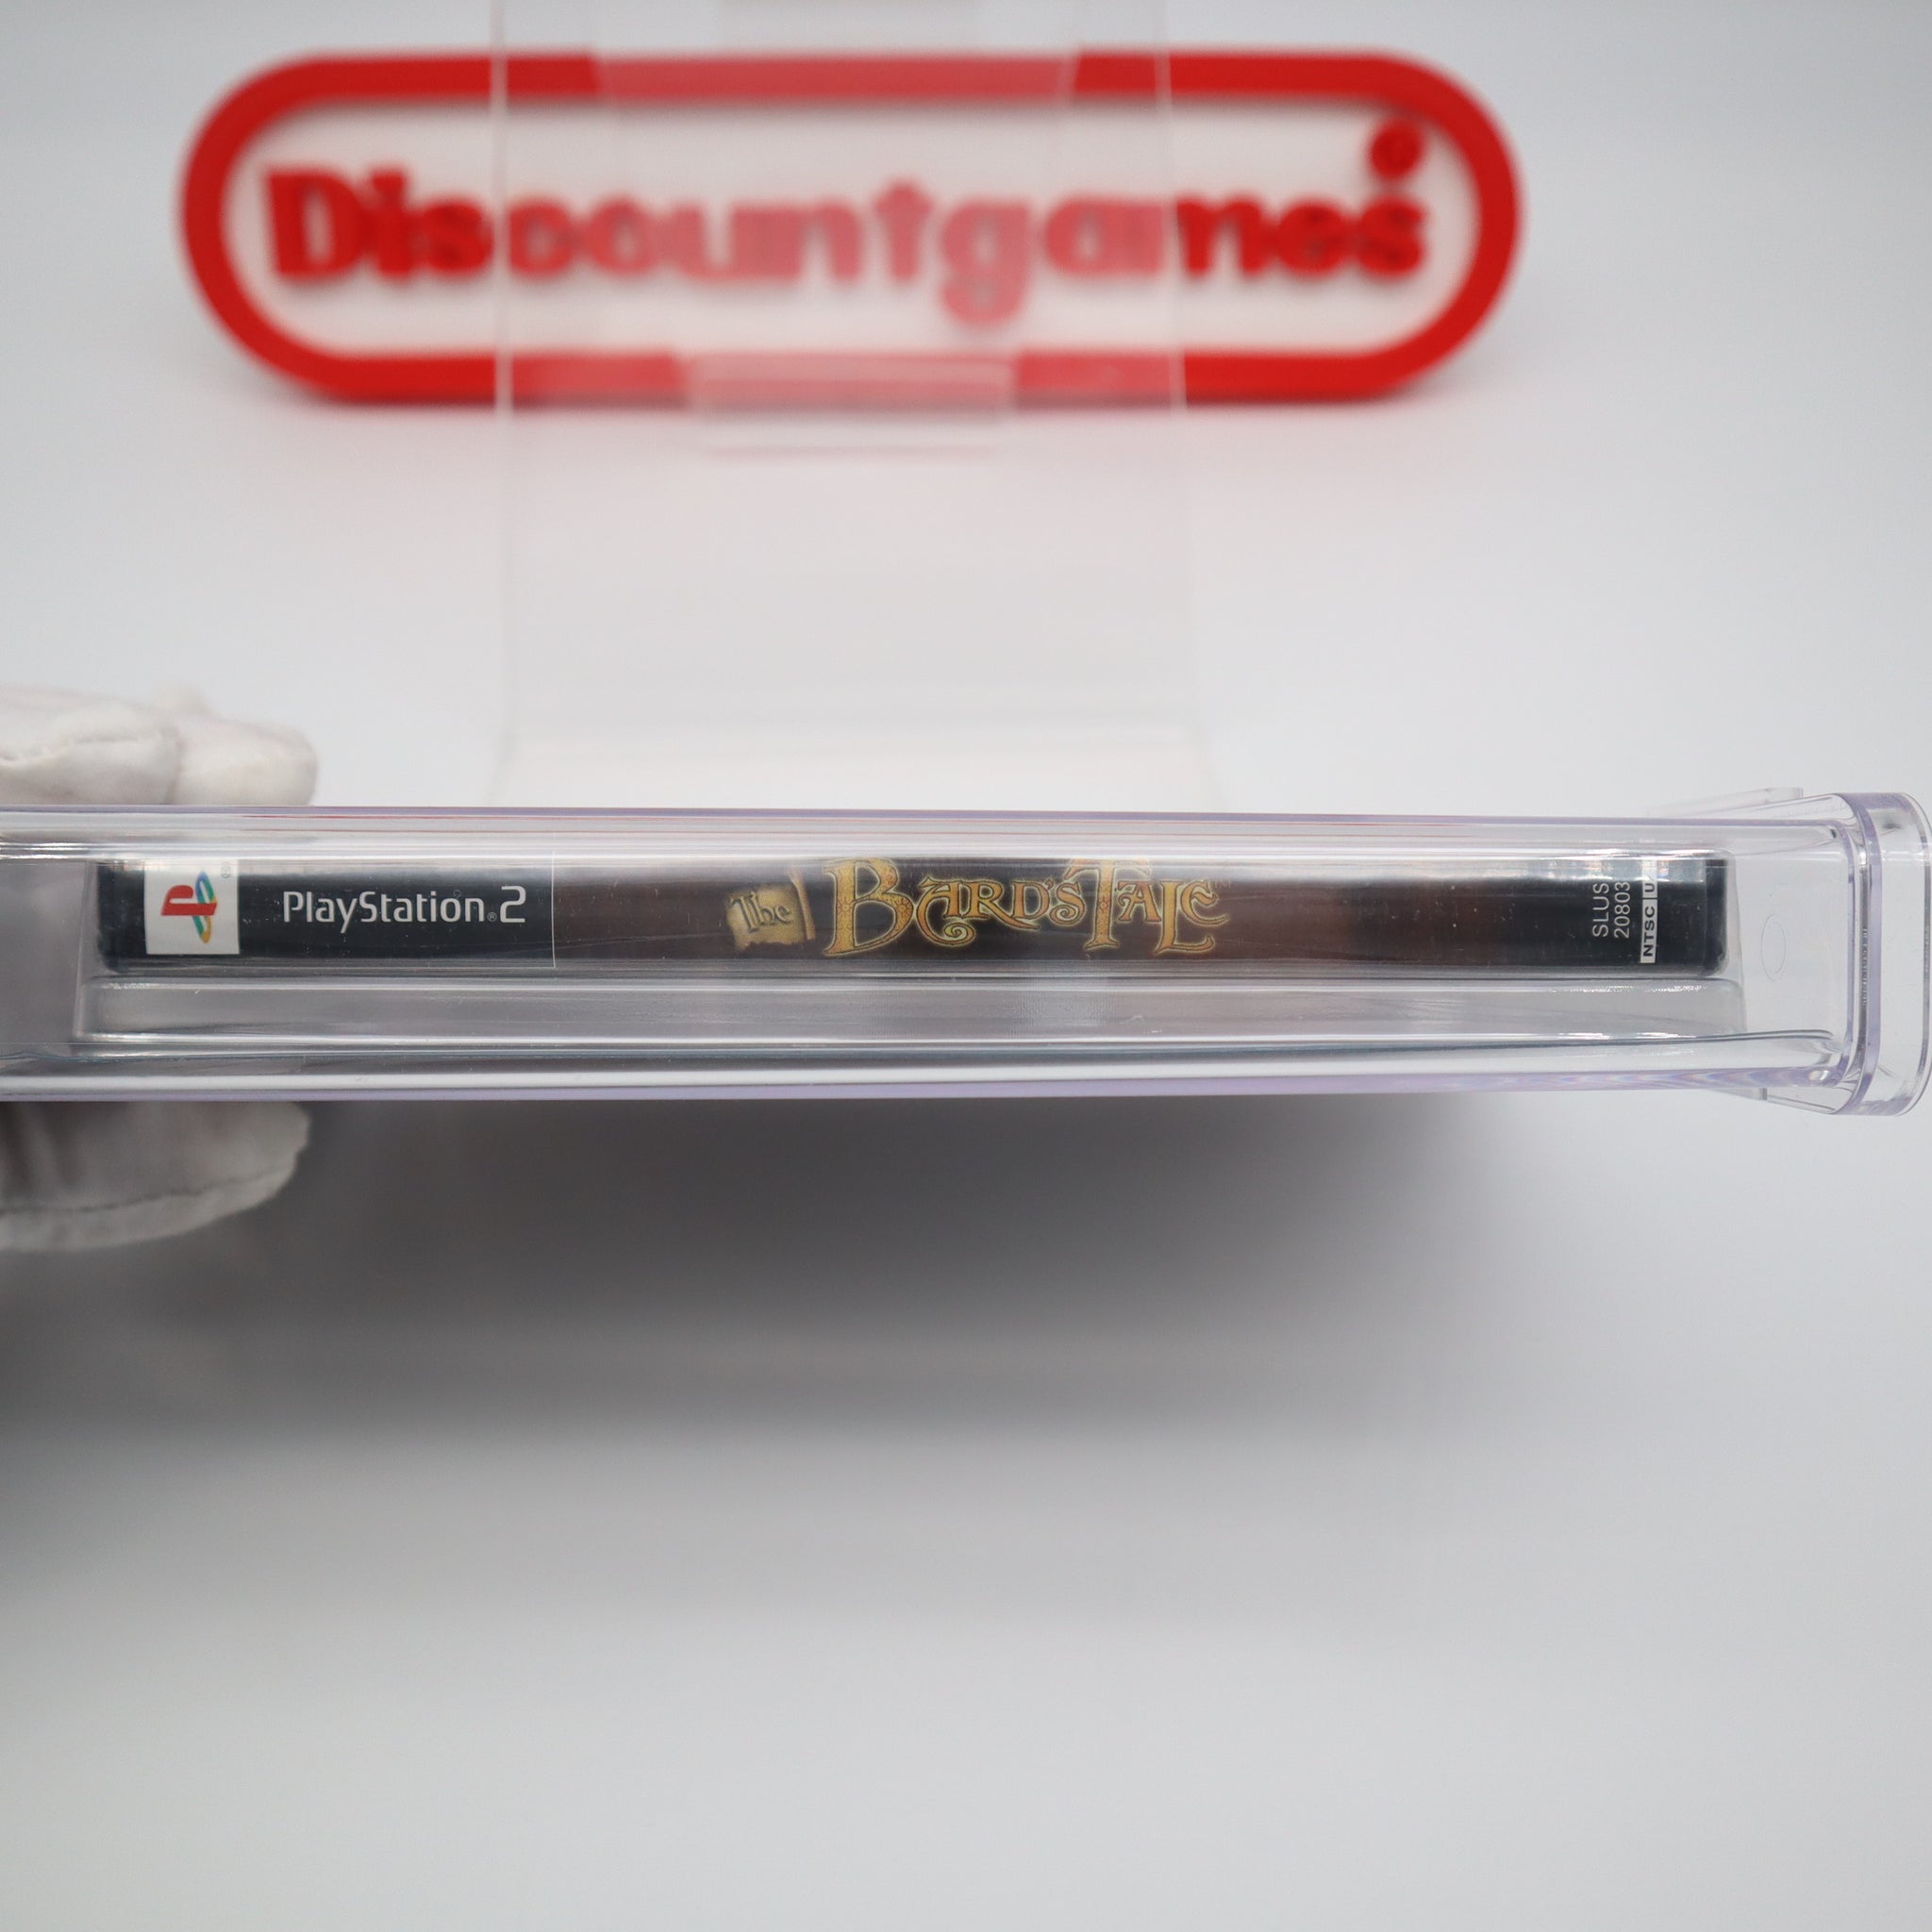 Discountgames
PlayStation®2
The BARD'S TALE
SLUS
20803
NTSC U/